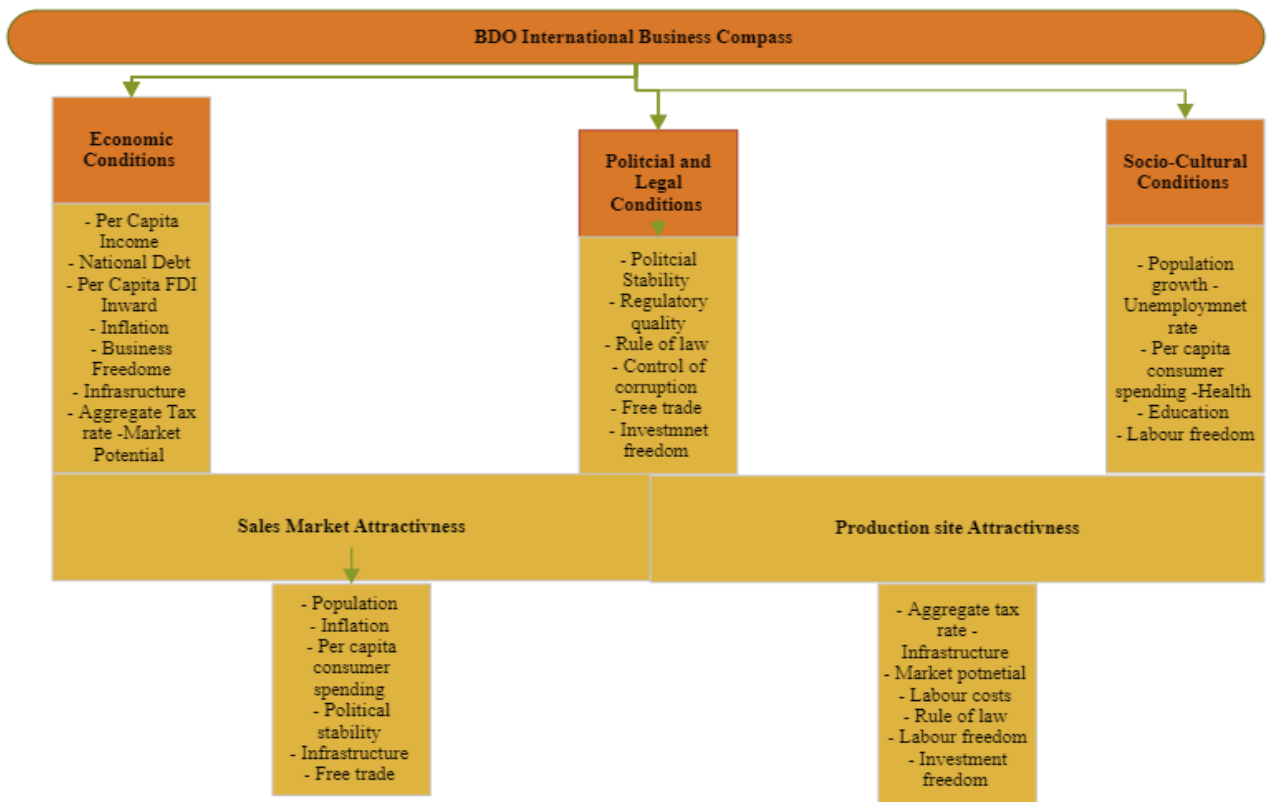 BDO International Business Compass
Economic
Conditions
- Per Capita
Income
- National Debt
- Per Capita FDI
Inward
- Inflation
- Business
Freedome
- Infrasructure
- Aggregate Tax
rate -Market
Potential
Politcial and
Legal
Conditions
- Politcial
Stability
- Regulatory
quality
- Rule of law
- Control of
corruption
- Free trade
- Investmnet
freedom
Socio-Cultural
Conditions
- Population
growth -
Unemploymnet
rate
- Per capita
consumer
spending -Health
- Education
- Labour freedom
Sales Market Attractivness
- Population
- Inflation
- Per capita
consumer
spending
- Political
stability
- Infrastructure
- Free trade
Production site Attractivness
- Aggregate tax
rate -
Infrastructure
- Market potnetial
- Labour costs
- Rule of law
- Labour freedom
- Investment
freedom